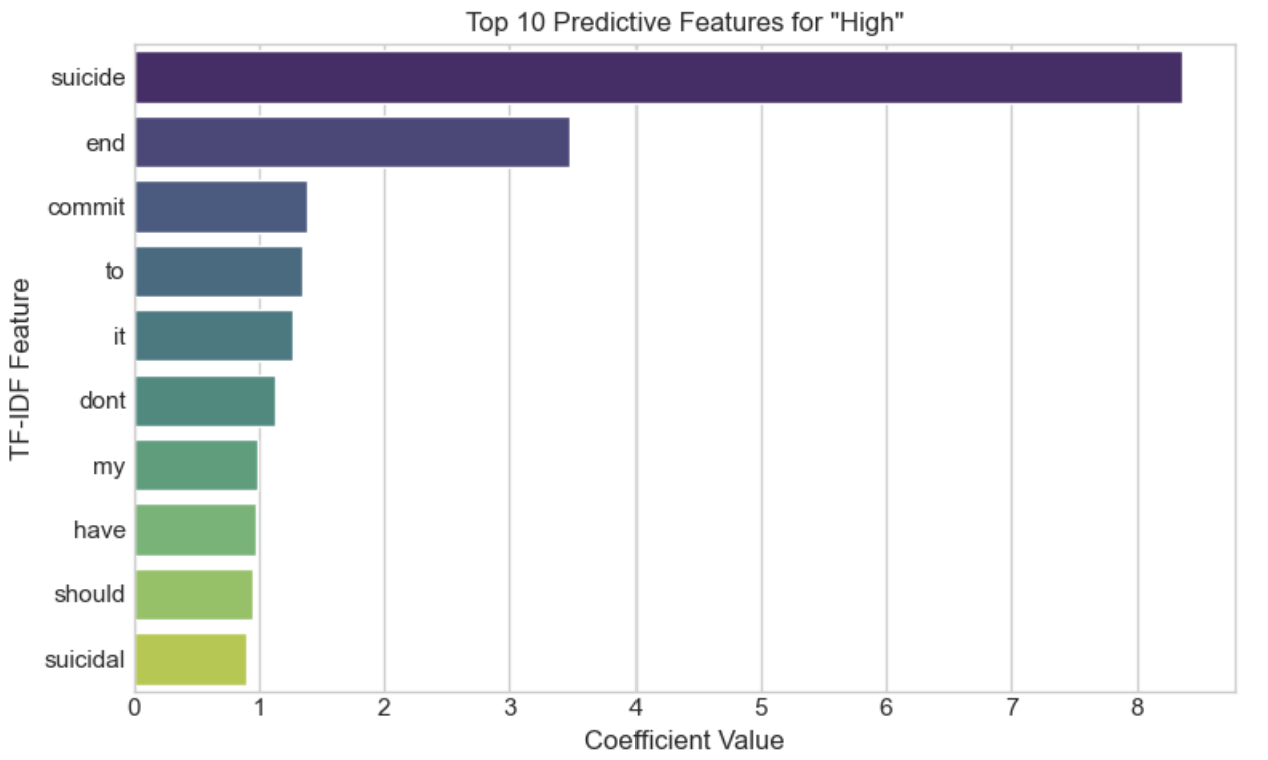 Top 10 Predictive Features for "High"
suicide
end
commit
to
it
dont
my
have
should
suicidal
TF-IDF Feature
0 1 2 3 4 5 6 7 8
Coefficient Value